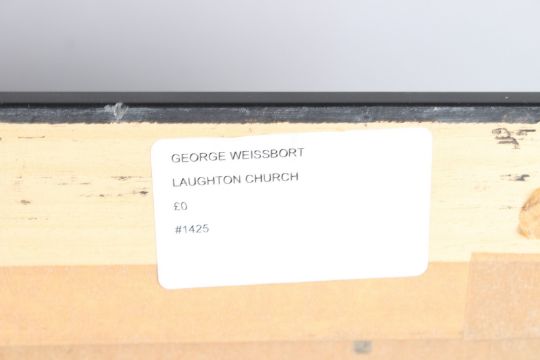 GEORGE WEISSBORT
LAUGHTON CHURCH
£0
#1425